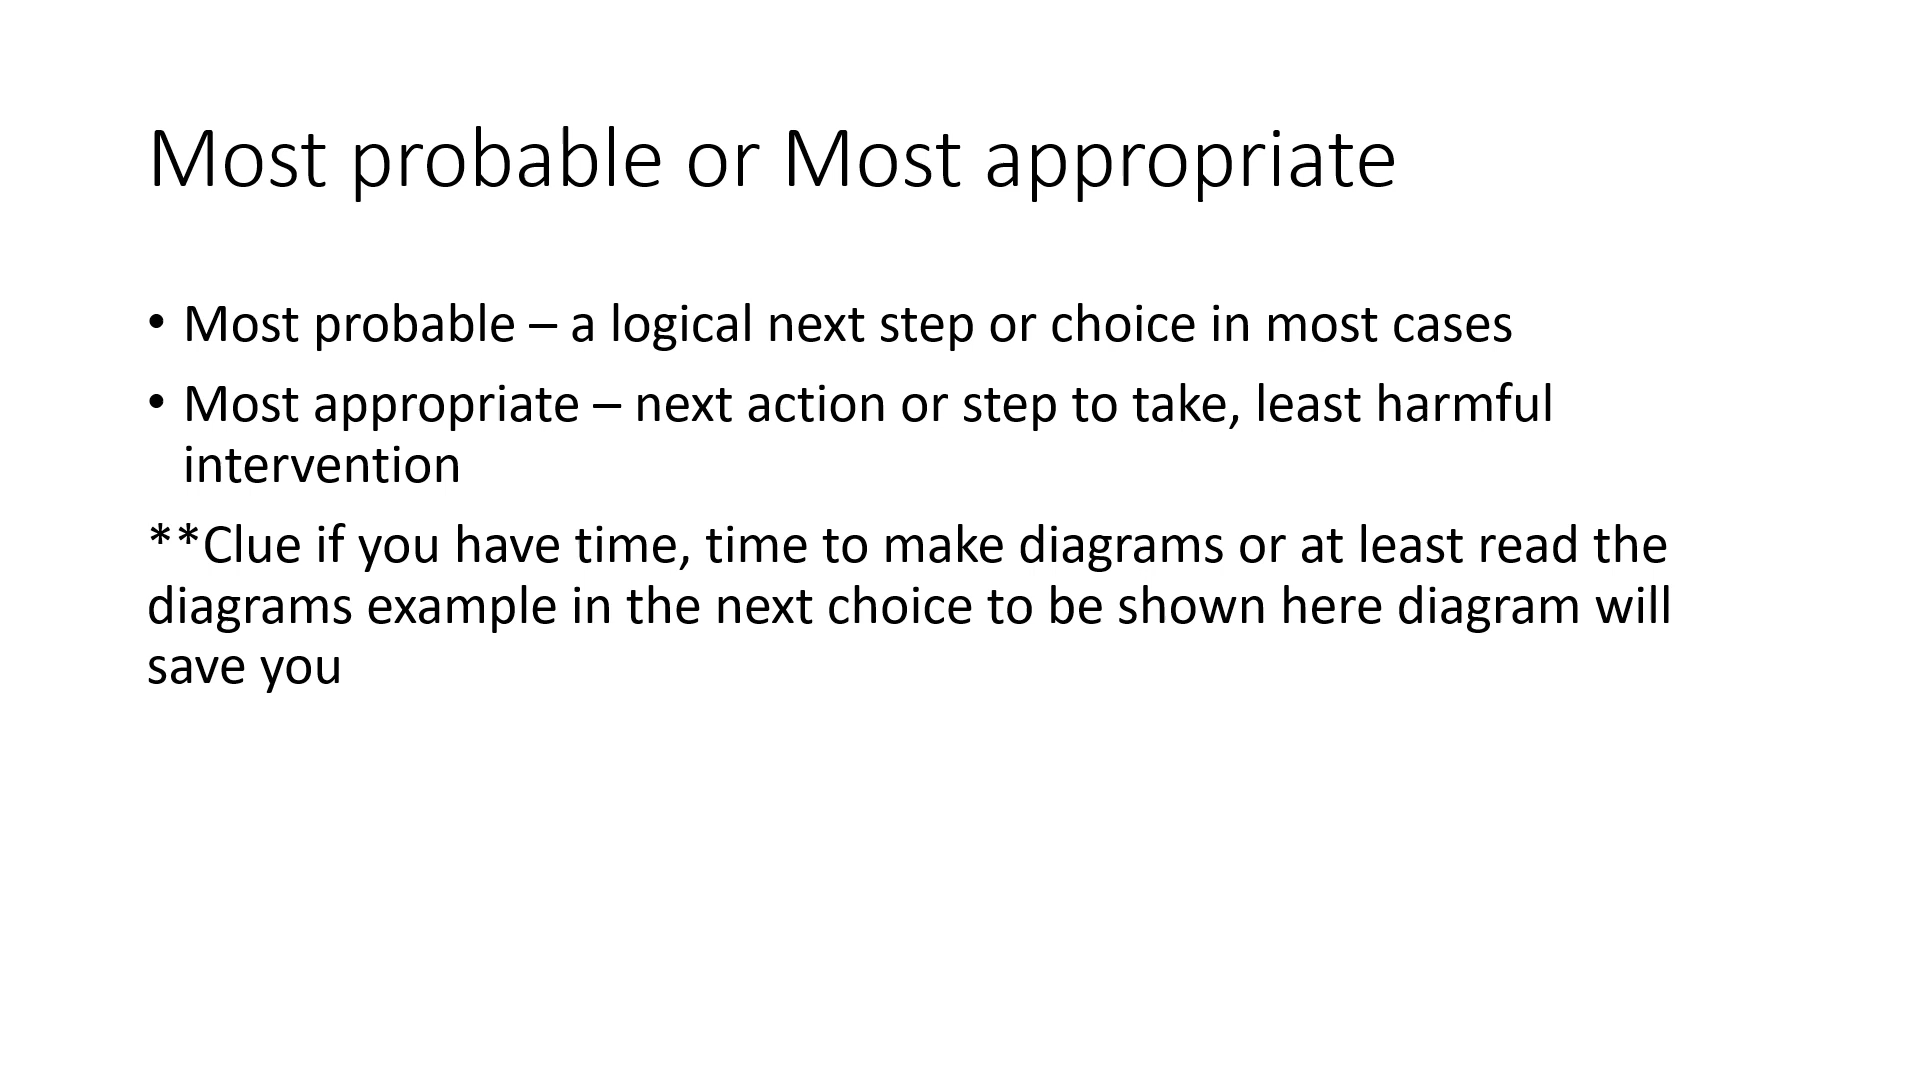 Most probable or Most appropriate
• Most probable – a logical next step or choice in most cases
• Most appropriate – next action or step to take, least harmful
intervention
**Clue if you have time, time to make diagrams or at least read the
diagrams example in the next choice to be shown here diagram will
save you